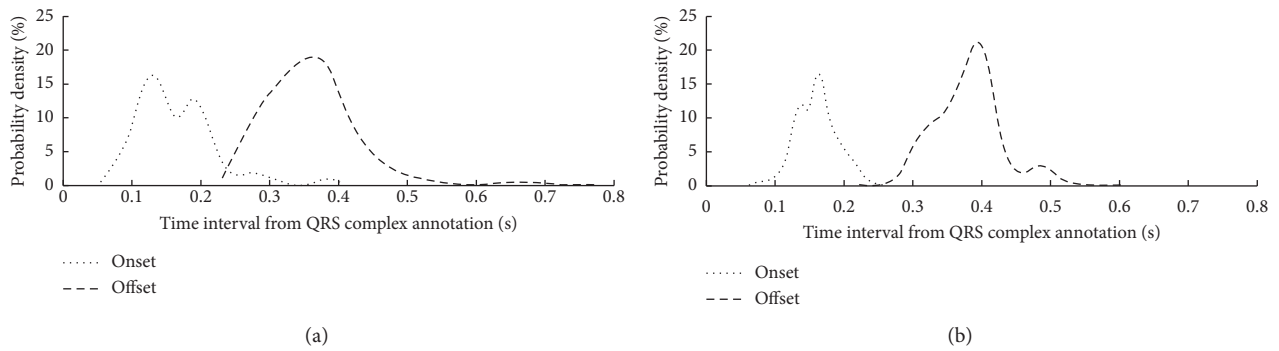 Probability density (%)
25
20
15
10
5
0
0 0.1 0.2 0.3 0.4 0.5 0.6 0.7 0.8
Time interval from QRS complex annotation (s)
Onset
Offset
(a)
Probability density (%)
25
20
15
10
5
0
0 0.1 0.2 0.3 0.4 0.5 0.6 0.7 0.8
Time interval from QRS complex annotation (s)
Onset
Offset
(b)